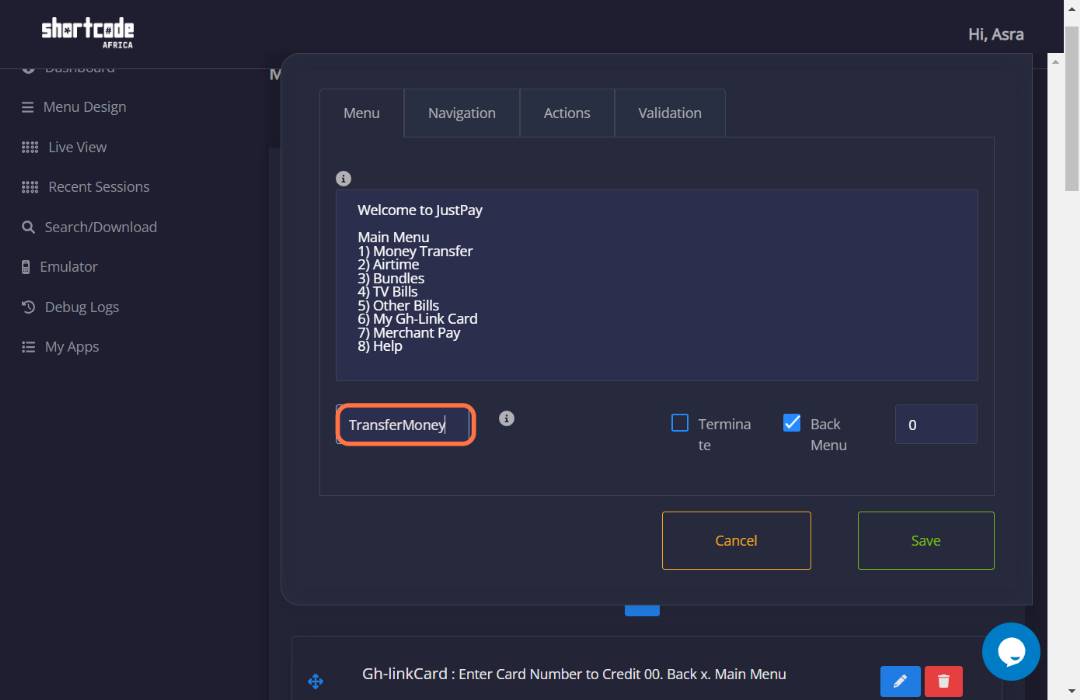 shortcode
AFRICA
Hi, Asra
Dashboard
Menu Design
Live View
Recent Sessions
Search/Download
Emulator
Debug Logs
My Apps
M
Menu
Navigation
Actions
Validation
Welcome to JustPay
Main Menu
1) Money Transfer
2) Airtime
3) Bundles
4) TV Bills
5) Other Bills
6) My Gh-Link Card
7) Merchant Pay
8) Help
TransferMoney
Termina
te
Back
Menu
0
Cancel
Save
Gh-linkCard : Enter Card Number to Credit 00. Back x. Main Menu